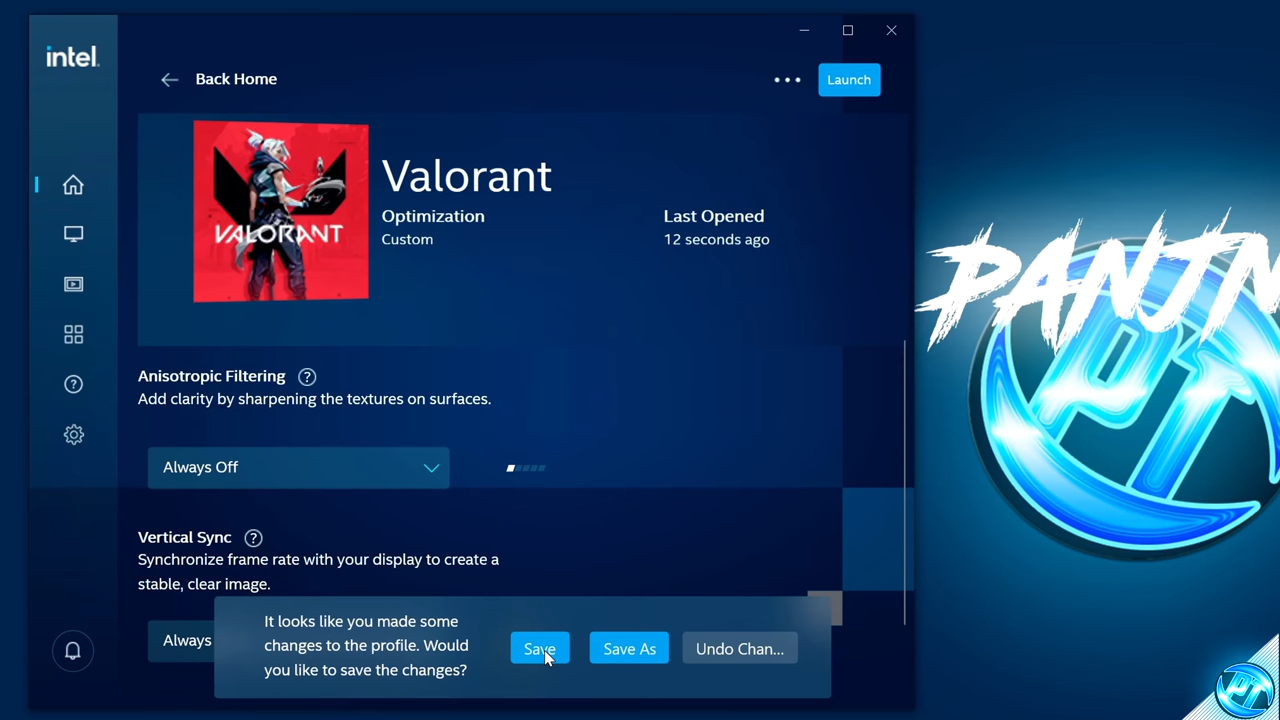 intel.
Back Home
Launch
VALORANT
Valorant
Optimization
Last Opened
Custom
12 seconds ago
Anisotropic Filtering
Add clarity by sharpening the textures on surfaces.
Always Off
Vertical Sync
Synchronize frame rate with your display to create a
stable, clear image.
Always
It looks like you made some
changes to the profile. Would
you like to save the changes?
Save
Save As
Undo Chan...
PANJN
PT
PT